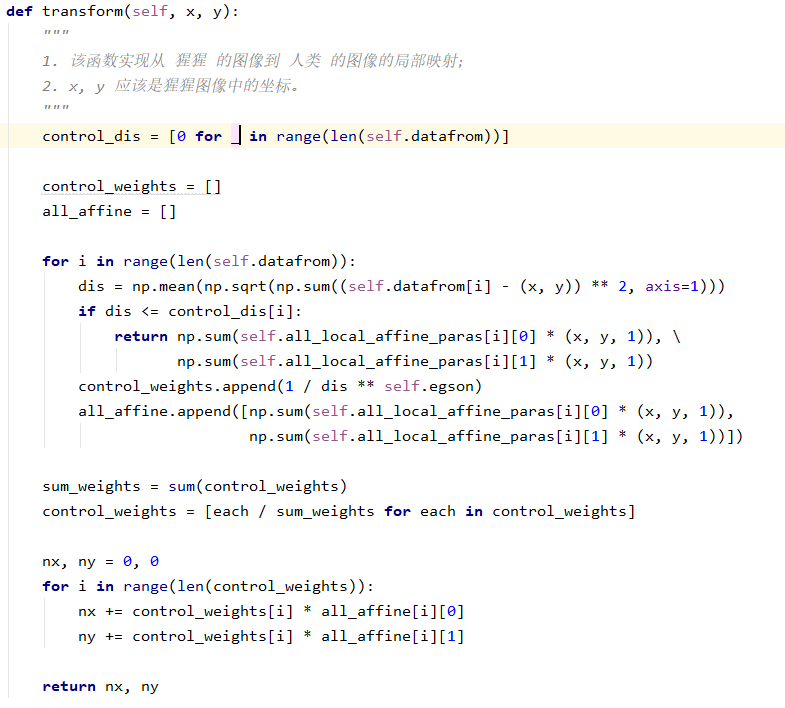 def transform(self, x, y):
    """
    1. 该函数实现从 猩猩 的图像到 人类 的图像的局部映射;
    2. x, y 应该是猩猩图像中的坐标。
    """
    control_dis = [0 for _ in range(len(self.datafrom))]

    control_weights = []
    all_affine = []

    for i in range(len(self.datafrom)):
        dis = np.mean(np.sqrt(np.sum((self.datafrom[i] - (x, y)) ** 2, axis=1)))
        if dis <= control_dis[i]:
            return np.sum(self.all_local_affine_paras[i][0] * (x, y, 1)), \
                   np.sum(self.all_local_affine_paras[i][1] * (x, y, 1))
        control_weights.append(1 / dis ** self.egson)
        all_affine.append([np.sum(self.all_local_affine_paras[i][0] * (x, y, 1)),
                           np.sum(self.all_local_affine_paras[i][1] * (x, y, 1))])

    sum_weights = sum(control_weights)
    control_weights = [each / sum_weights for each in control_weights]

    nx, ny = 0, 0
    for i in range(len(control_weights)):
        nx += control_weights[i] * all_affine[i][0]
        ny += control_weights[i] * all_affine[i][1]

    return nx, ny